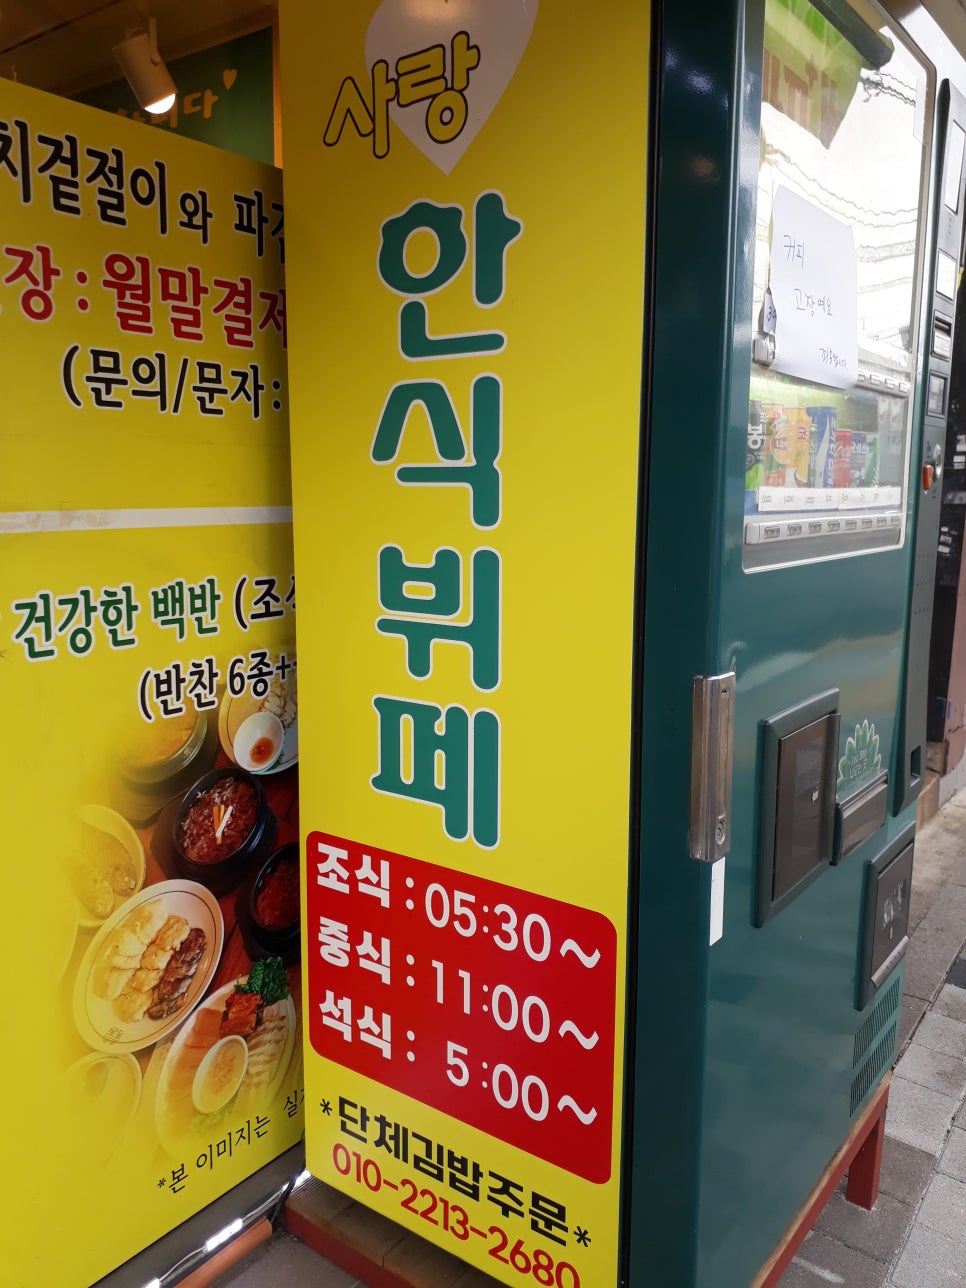 치겉절이와 파
장 : 월말결
(문의/문자 :
건강한 백반 (조
(반찬 6종+
*본 이미지는 실
사랑
한식뷔페
조식 : 05:30~
중식 : 11:00~
석식 : 5:00~
*단체김밥주문*
010-2213-2680
커피
고장여요